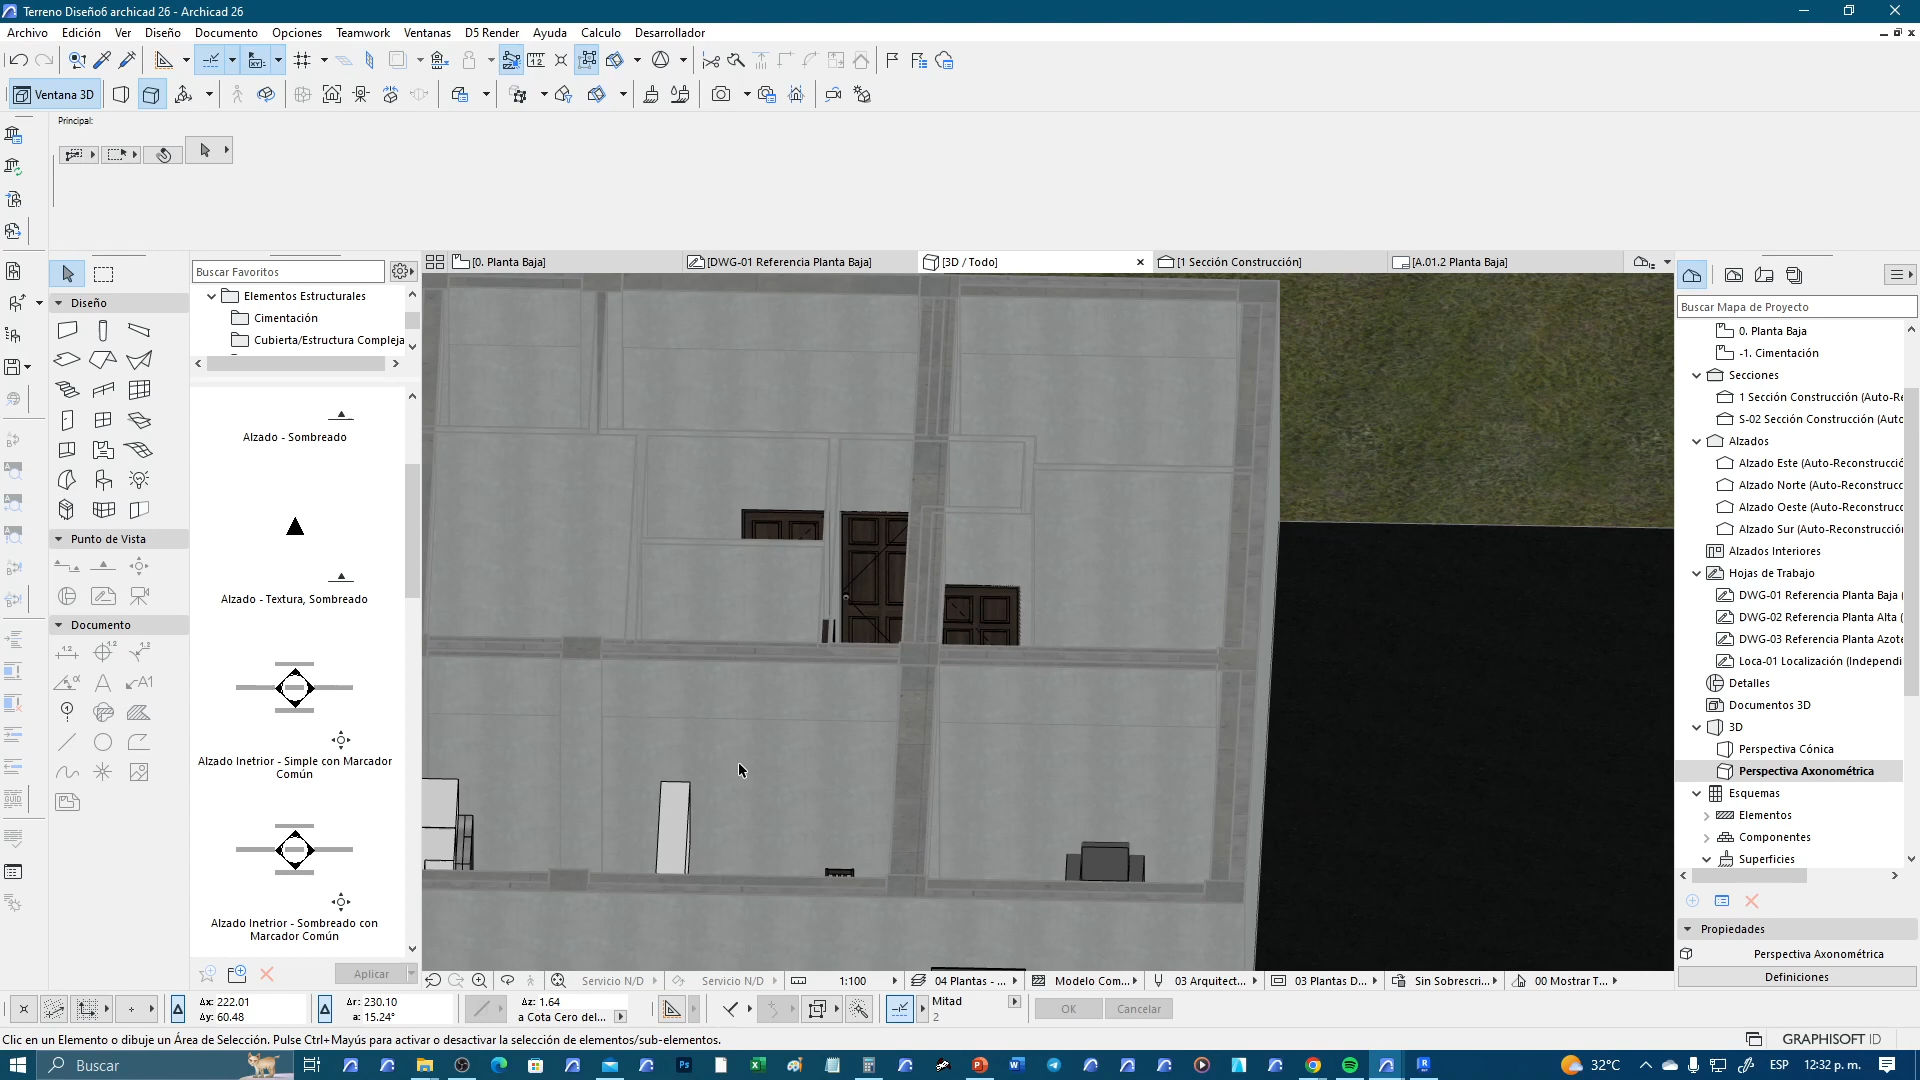 Terreno Diseño6 archicad 26 - Archicad 26
Archivo Edición Ver Diseño Documento Opciones Teamwork Ventanas D5 Render Ayuda Calculo Desarrollador
Ventana 3D
Principal:
Buscar Favoritos
Elementos Estructurales
Cimentación
Cubierta/Estructura Compleja
Alzado - Sombreado
Alzado - Textura, Sombreado
Alzado Inetrior - Simple con Marcador Común
Alzado Inetrior - Sombreado con Marcador Común
Aplicar
Diseño
Punto de Vista
Documento
[0. Planta Baja]
[DWG-01 Referencia Planta Baja]
[3D / Todo]
[1 Sección Construcción]
[A.01.2 Planta Baja]
Buscar Mapa de Proyecto
0. Planta Baja
-1. Cimentación
Secciones
1 Sección Construcción (Auto-Re
S-02 Sección Construcción (Auto
Alzados
Alzado Este (Auto-Reconstrucció
Alzado Norte (Auto-Reconstrucc
Alzado Oeste (Auto-Reconstrucc
Alzado Sur (Auto-Reconstrucción
Alzados Interiores
Hojas de Trabajo
DWG-01 Referencia Planta Baja (
DWG-02 Referencia Planta Alta (
DWG-03 Referencia Planta Azote
Loca-01 Localización (Independi
Detalles
Documentos 3D
3D
Perspectiva Cónica
Perspectiva Axonométrica
Esquemas
Elementos
Componentes
Superficies
Propiedades
Perspectiva Axonométrica
Definiciones
Servicio N/D Servicio N/D 1:100 04 Plantas - ... Modelo Com... 03 Arquitect... 03 Plantas D... Sin Sobrescri... 00 Mostrar T...
Δx: 222.01
Δy: 60.48
Δr: 230.10
a: 15.24°
Δz: 1.64
a Cota Cero del...
Mitad
2
OK Cancelar
Clic en un Elemento o dibuje un Área de Selección. Pulse Ctrl+Mayús para activar o desactivar la selección de elementos/sub-elementos.
GRAPHISOFT ID
Buscar
32°C ESP 12:32 p. m.